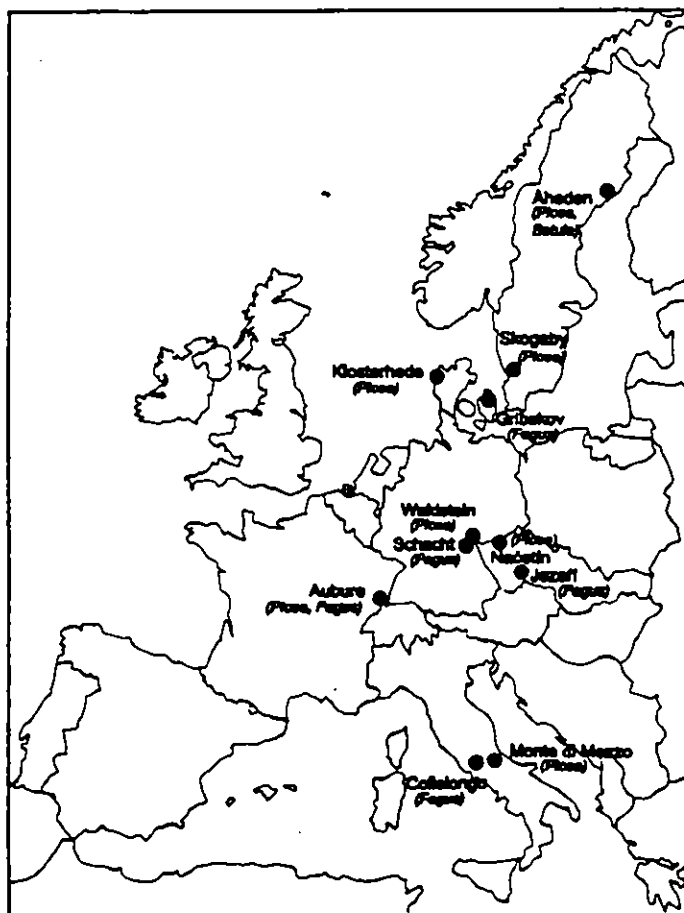 Åheden
(Picea,
Betula)
Skogaby
(Picea)
Klosterhede
(Picea)
Gribskov
(Fagus)
Waldstein
(Picea)
Schacht
(Fagus)
(Picea)
Načetín
Jezeří
(Fagus)
Aubure
(Picea, Fagus)
Monte di Mezzo
(Picea)
Collelongo
(Fagus)